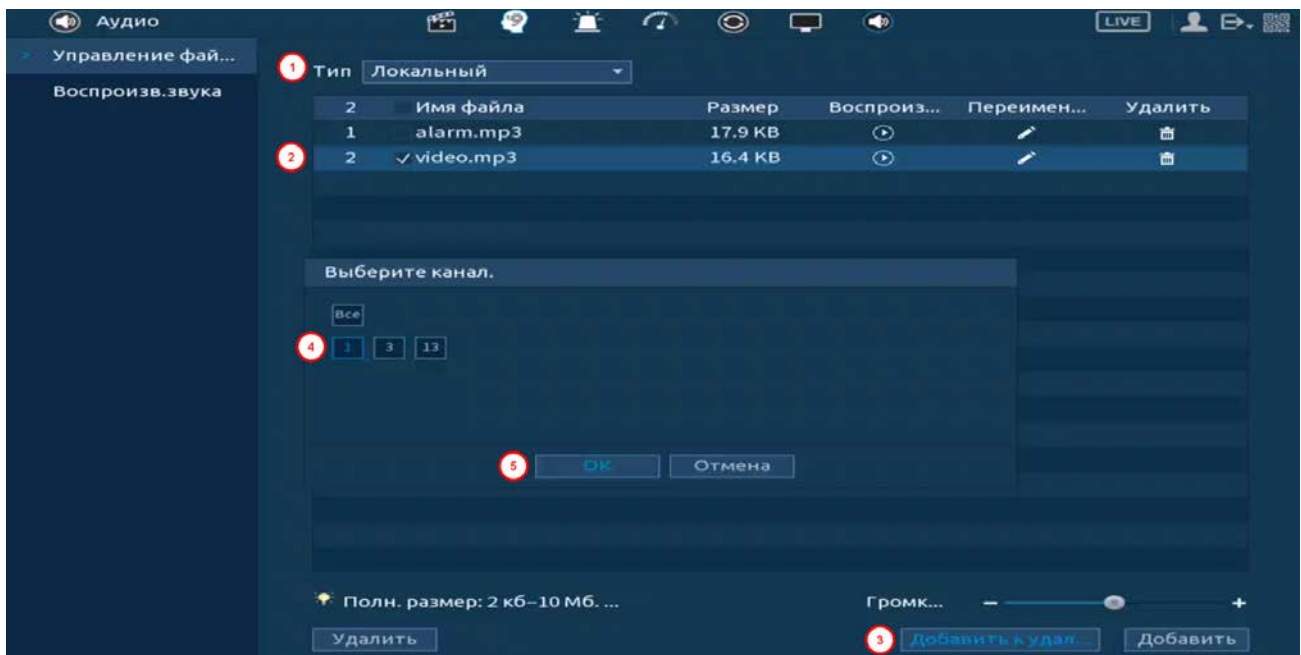 Аудио LIVE
Управление фай...
Воспроизв.звука
1 Тип Локальный
2 Имя файла Размер Воспроиз... Переимен... Удалить
1 alarm.mp3 17.9 KB
2 2 video.mp3 16.4 KB
Выберите канал.
Все
4 1 3 13
5 OK Отмена
Полн. размер: 2 кб–10 Мб. ... Громк... – +
Удалить 3 Добавить к удал... Добавить